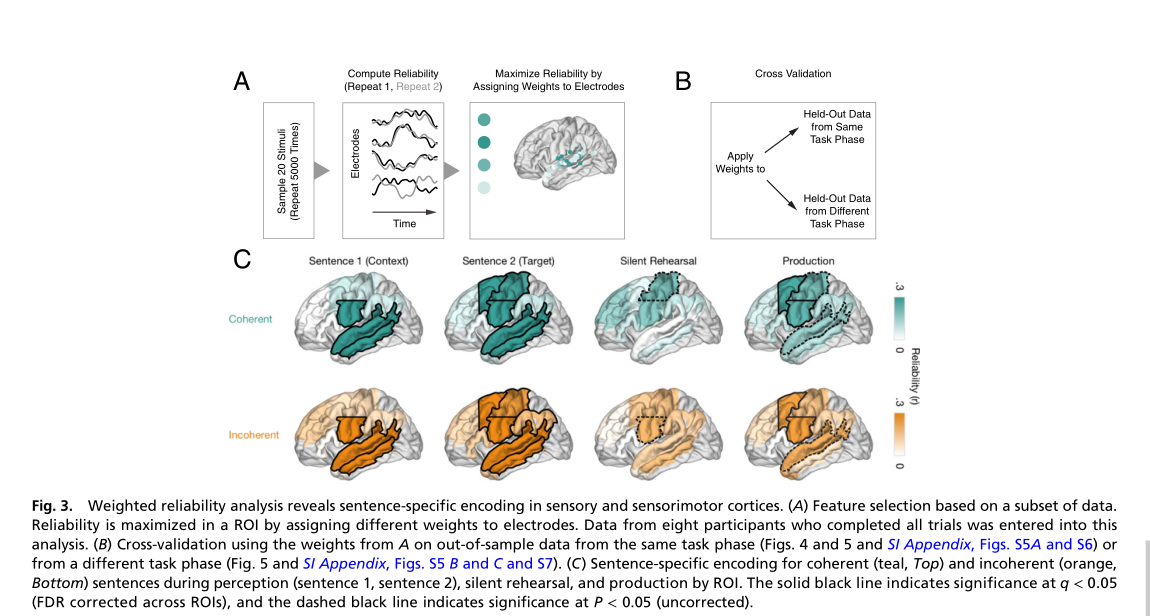 A
Compute Reliability
(Repeat 1, Repeat 2)
Maximize Reliability by
Assigning Weights to Electrodes
B
Cross Validation
Sample 20 Stimuli
(Repeat 5000 Times)
Electrodes
Time
Apply
Weights to
Held-Out Data
from Same
Task Phase
Held-Out Data
from Different
Task Phase
C
Sentence 1 (Context)
Sentence 2 (Target)
Silent Rehearsal
Production
Coherent
Incoherent
.3
0
.3
0
Reliability (r)
Fig. 3. Weighted reliability analysis reveals sentence-specific encoding in sensory and sensorimotor cortices. (A) Feature selection based on a subset of data.
Reliability is maximized in a ROI by assigning different weights to electrodes. Data from eight participants who completed all trials was entered into this
analysis. (B) Cross-validation using the weights from A on out-of-sample data from the same task phase (Figs. 4 and 5 and SI Appendix, Figs. S5A and S6) or
from a different task phase (Fig. 5 and SI Appendix, Figs. S5 B and C and S7). (C) Sentence-specific encoding for coherent (teal, Top) and incoherent (orange,
Bottom) sentences during perception (sentence 1, sentence 2), silent rehearsal, and production by ROI. The solid black line indicates significance at q < 0.05
(FDR corrected across ROIs), and the dashed black line indicates significance at P < 0.05 (uncorrected).